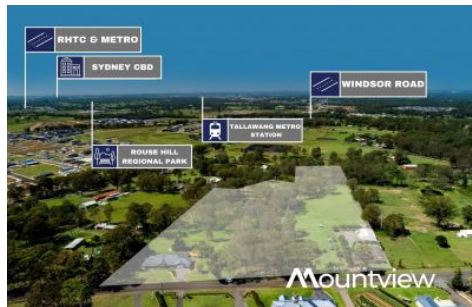 RHTC & METRO
SYDNEY CBD
WINDSOR ROAD
TALLAWANG METRO
STATION
ROUSE HILL
REGIONAL PARK
Mountview